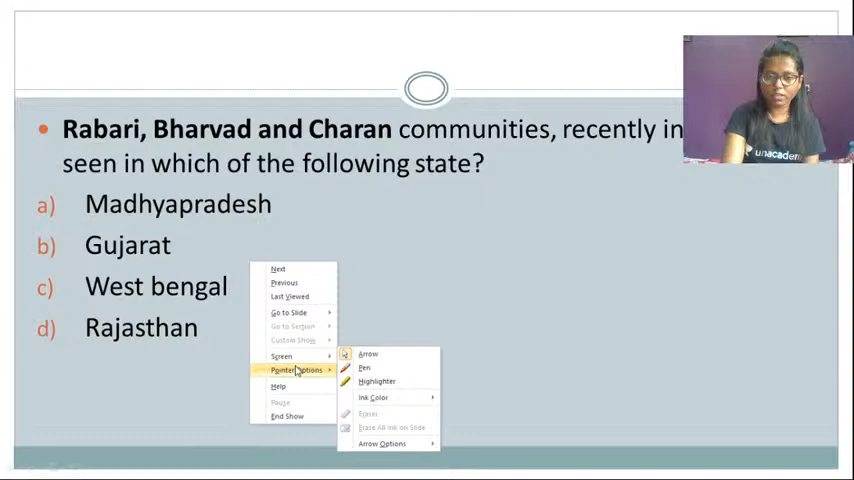 Rabari, Bharvad and Charan communities, recently in
seen in which of the following state?
a) Madhyapradesh
b) Gujarat
c) West bengal
d) Rajasthan
Next
Previous
Last Viewed
Go to Slide
Go to Section
Custom Show
Screen
Pointer Options
Help
Pause
End Show
Arrow
Pen
Highlighter
Ink Color
Eraser
Erase All Ink on Slide
Arrow Options
unacadem